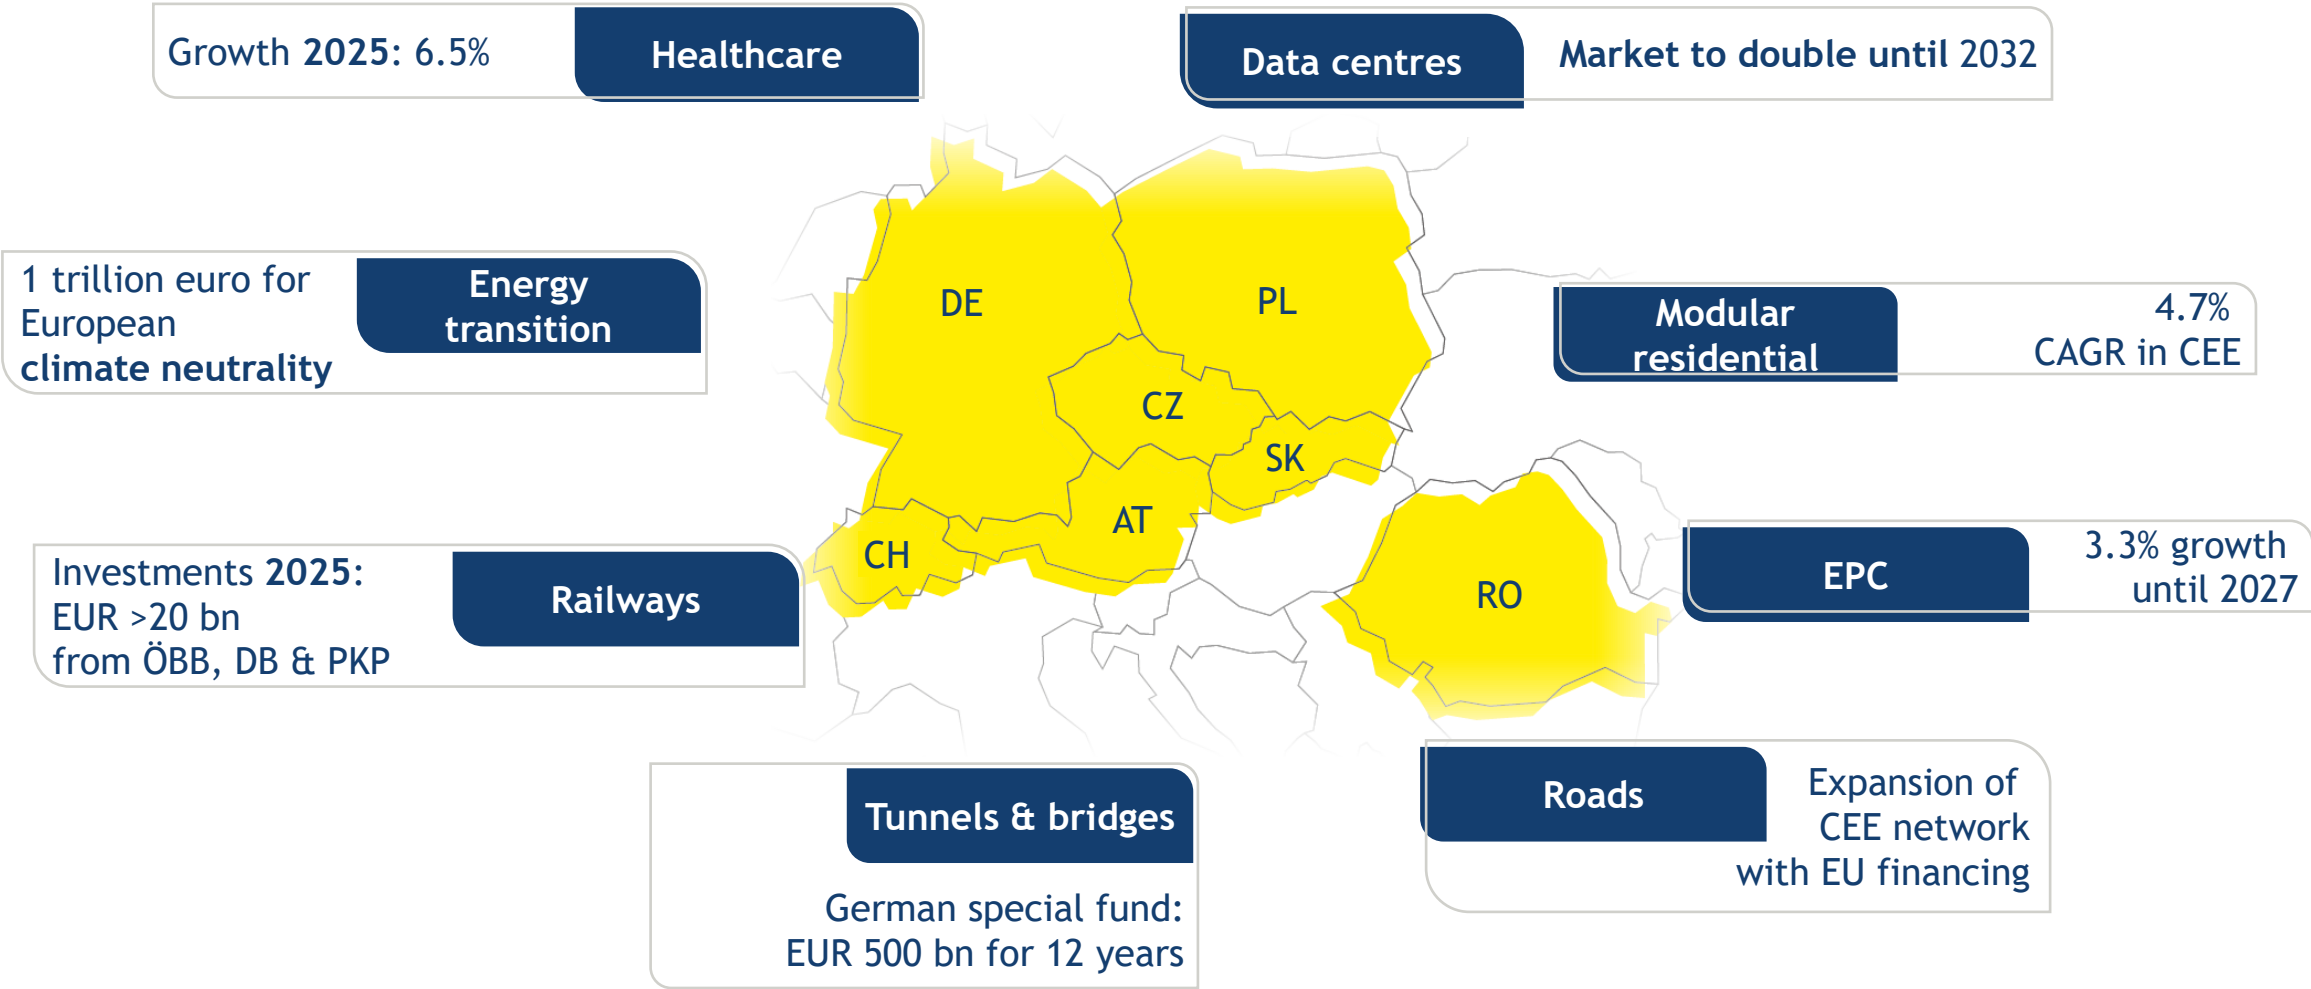 Growth 2025: 6.5%
Healthcare
Data centres
Market to double until 2032
1 trillion euro for
European
climate neutrality
Energy
transition
DE
PL
CZ
SK
AT
CH
RO
Modular
residential
4.7%
CAGR in CEE
Investments 2025:
EUR >20 bn
from ÖBB, DB & PKP
Railways
EPC
3.3% growth
until 2027
Tunnels & bridges
German special fund:
EUR 500 bn for 12 years
Roads
Expansion of
CEE network
with EU financing